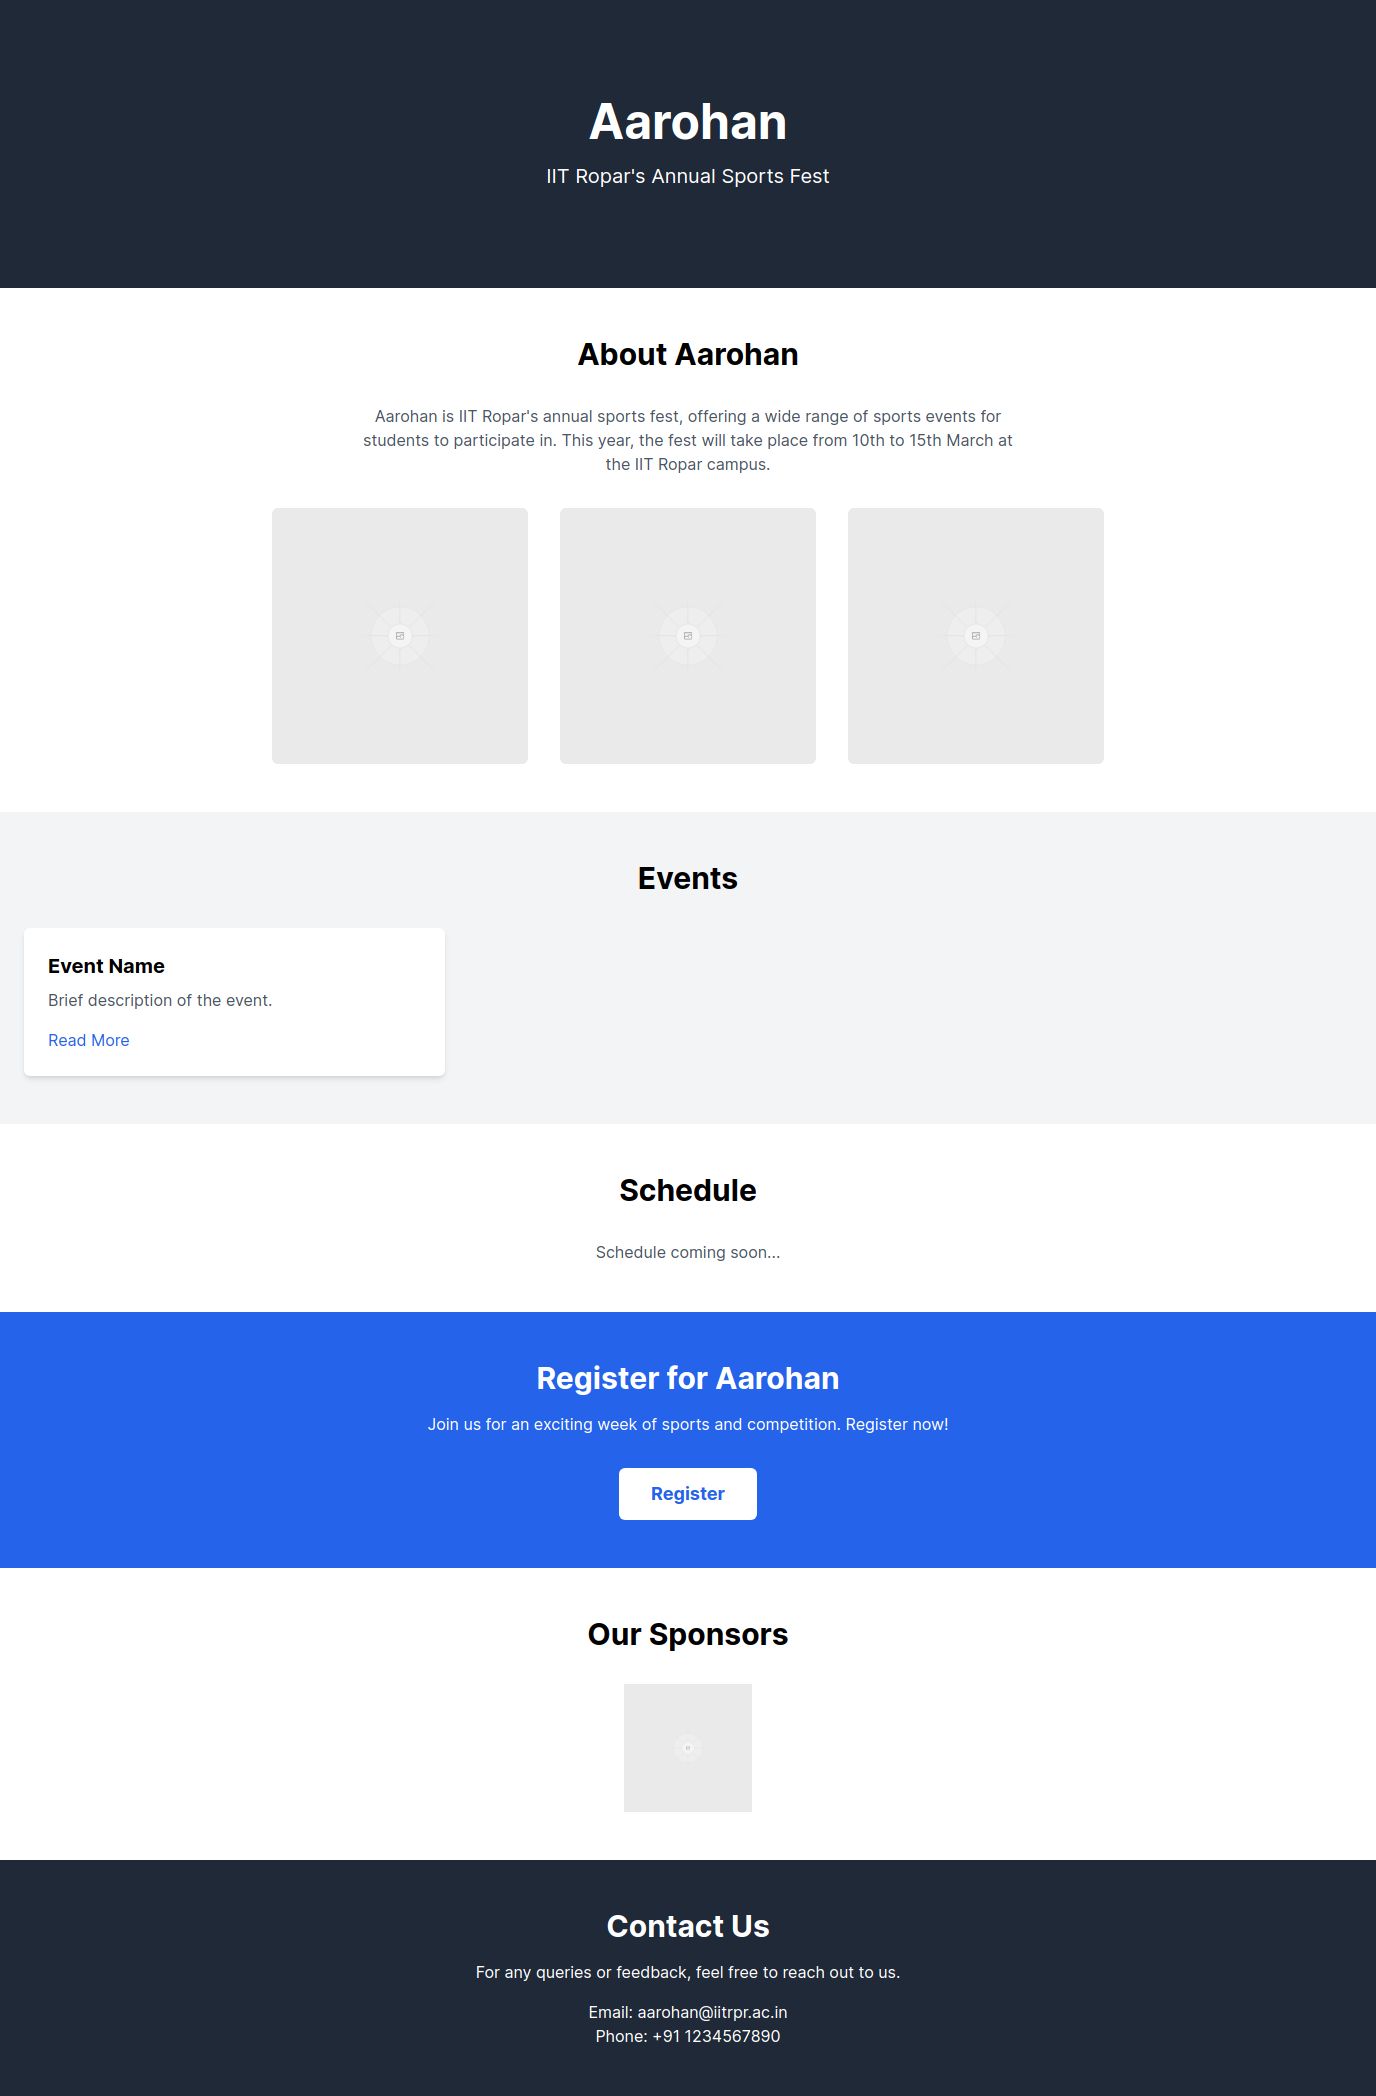 Aarohan
IIT Ropar's Annual Sports Fest
About Aarohan
Aarohan is IIT Ropar's annual sports fest, offering a wide range of sports events for
students to participate in. This year, the fest will take place from 10th to 15th March at
the IIT Ropar campus.
Events
Event Name
Brief description of the event.
Read More
Schedule
Schedule coming soon...
Register for Aarohan
Join us for an exciting week of sports and competition. Register now!
Register
Our Sponsors
Contact Us
For any queries or feedback, feel free to reach out to us.
Email: aarohan@iitrpr.ac.in
Phone: +91 1234567890